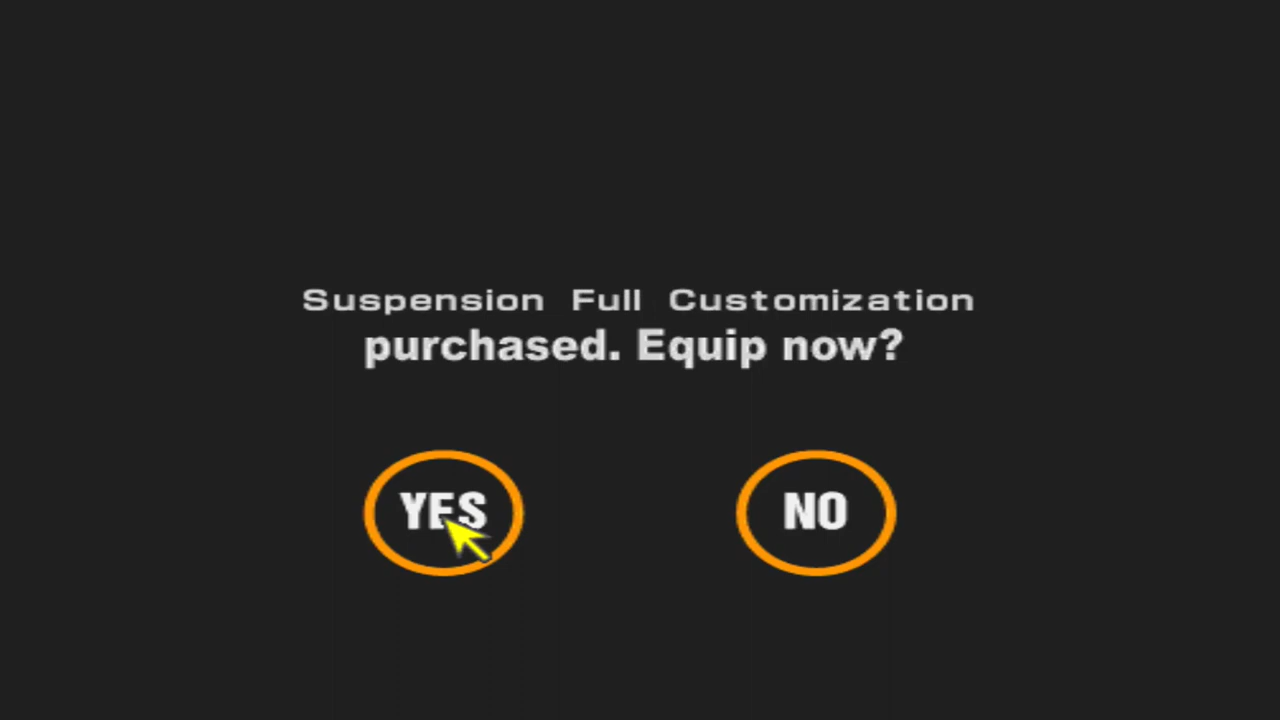 Suspension Full Customization
purchased. Equip now?
YES NO